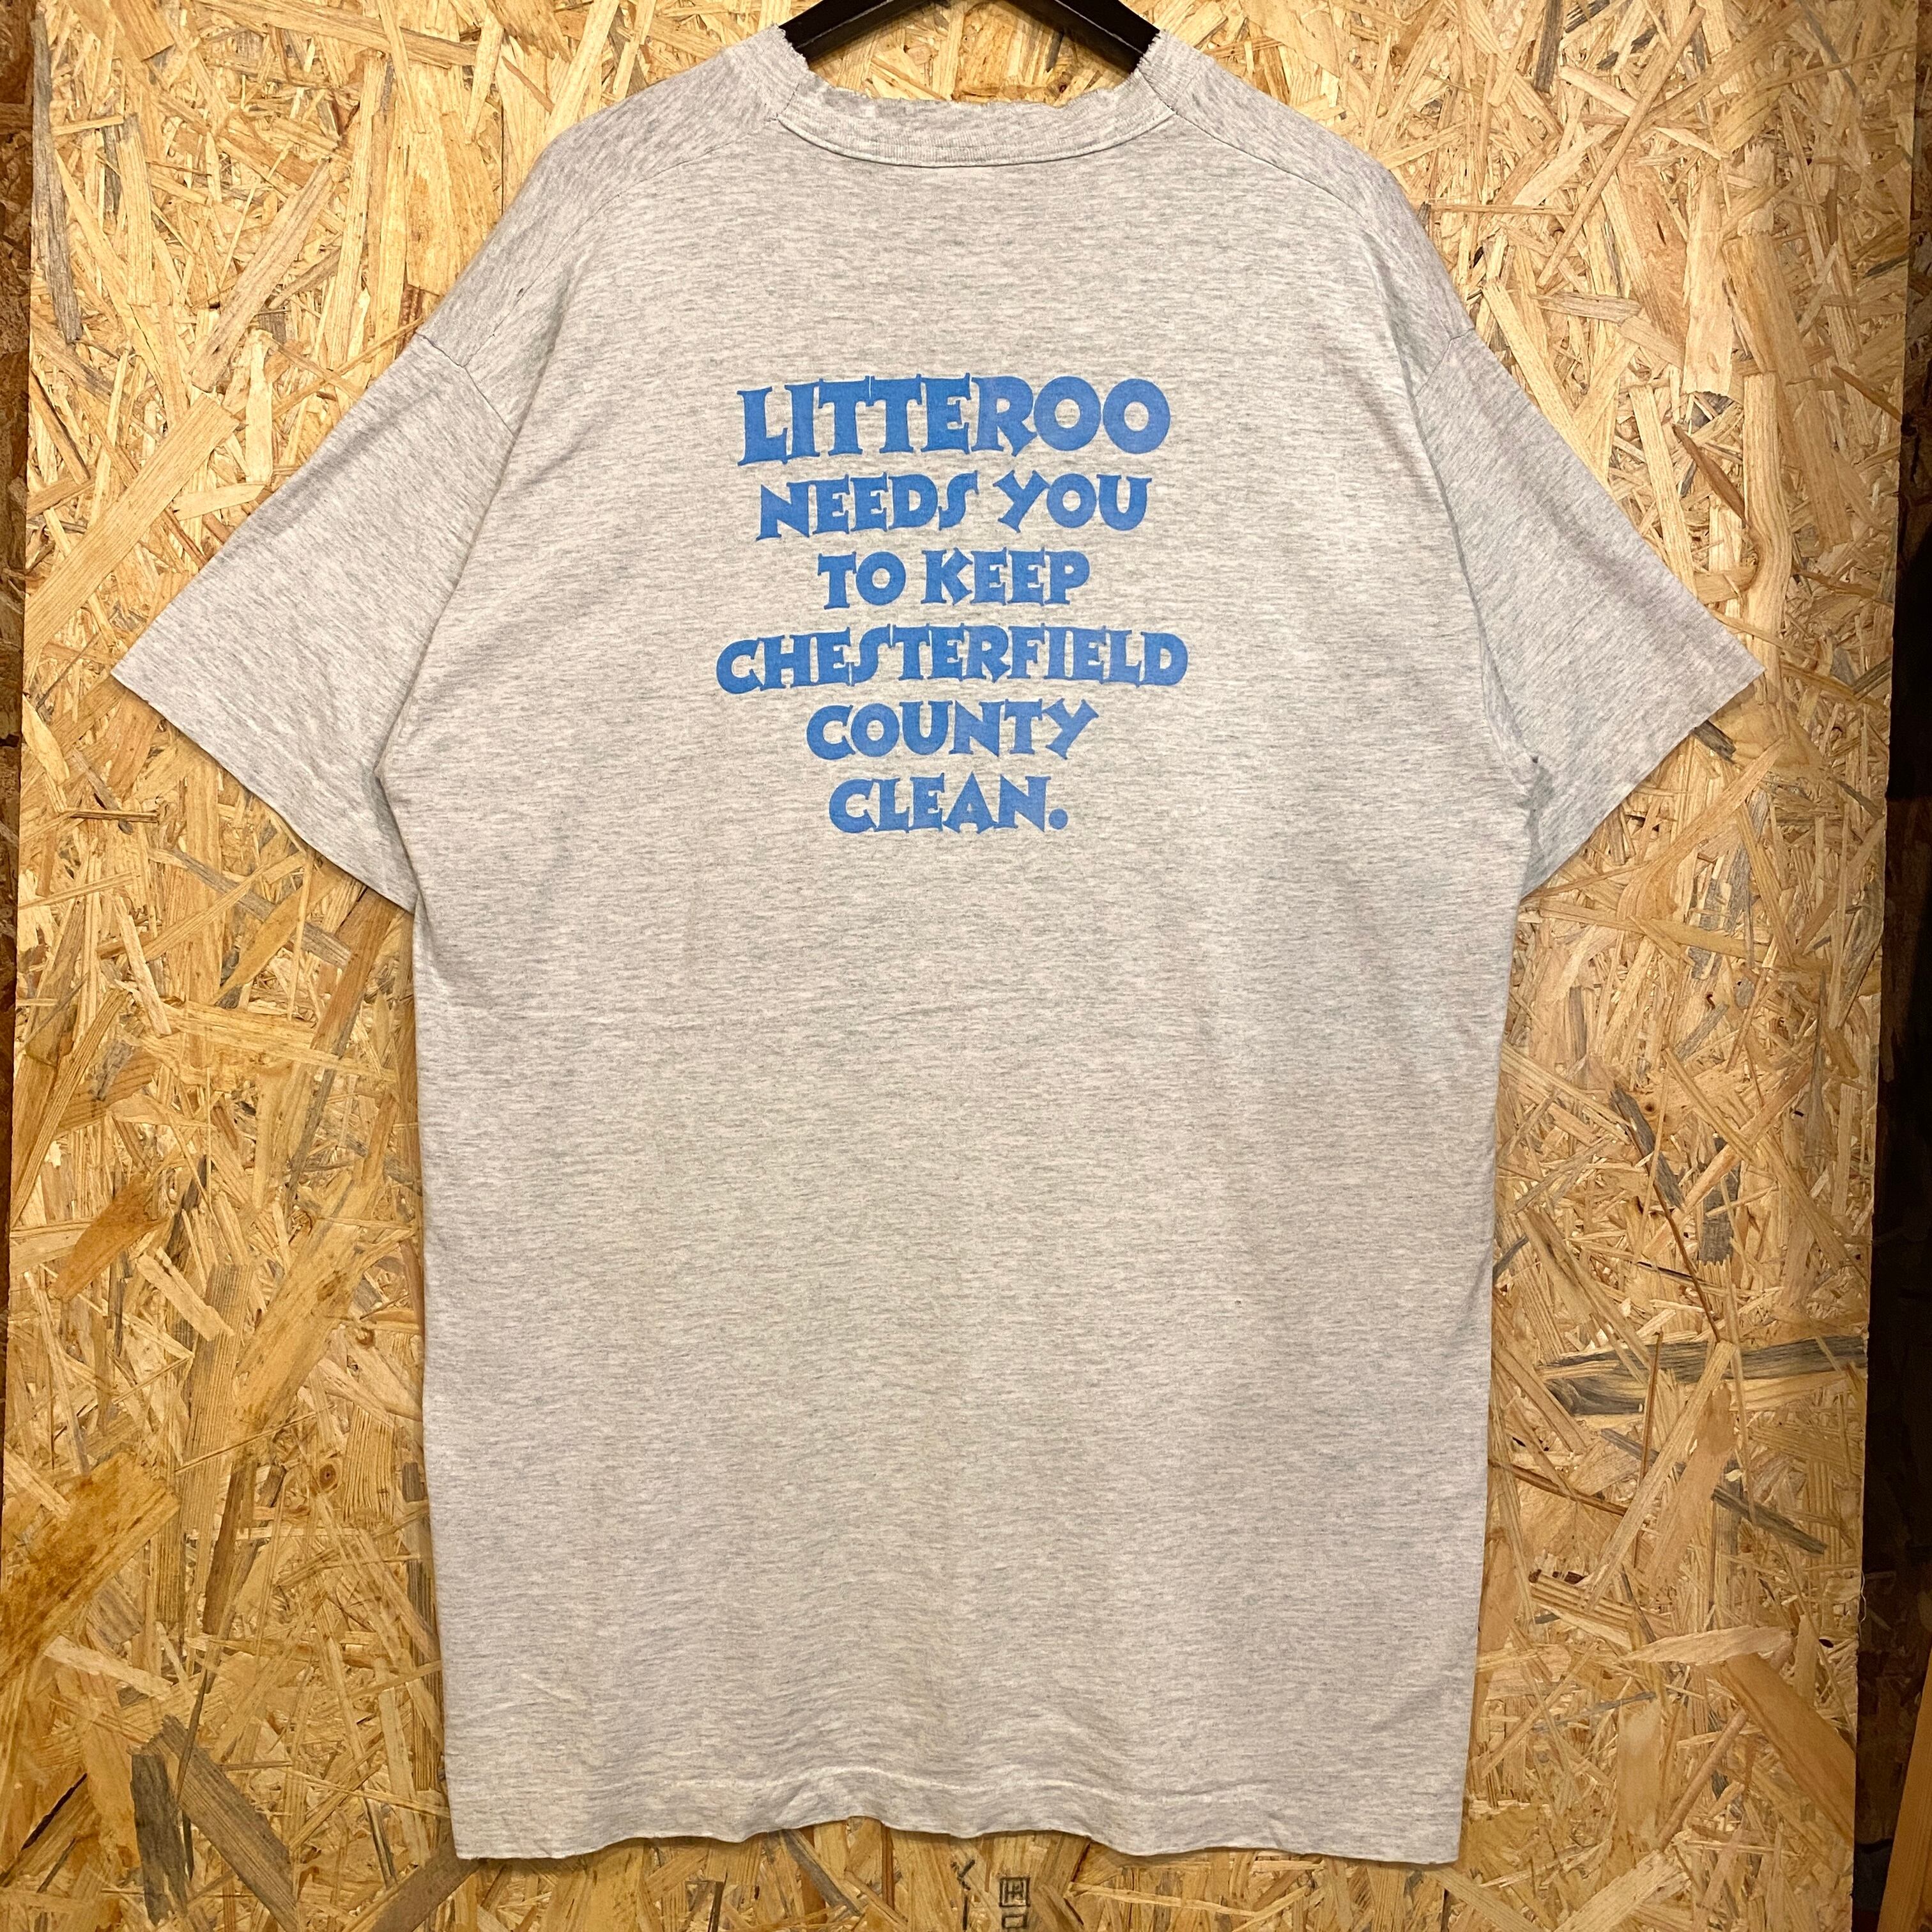 LITTEROO
NEEDS YOU
TO KEEP
CHESTERFIELD
COUNTY
CLEAN.